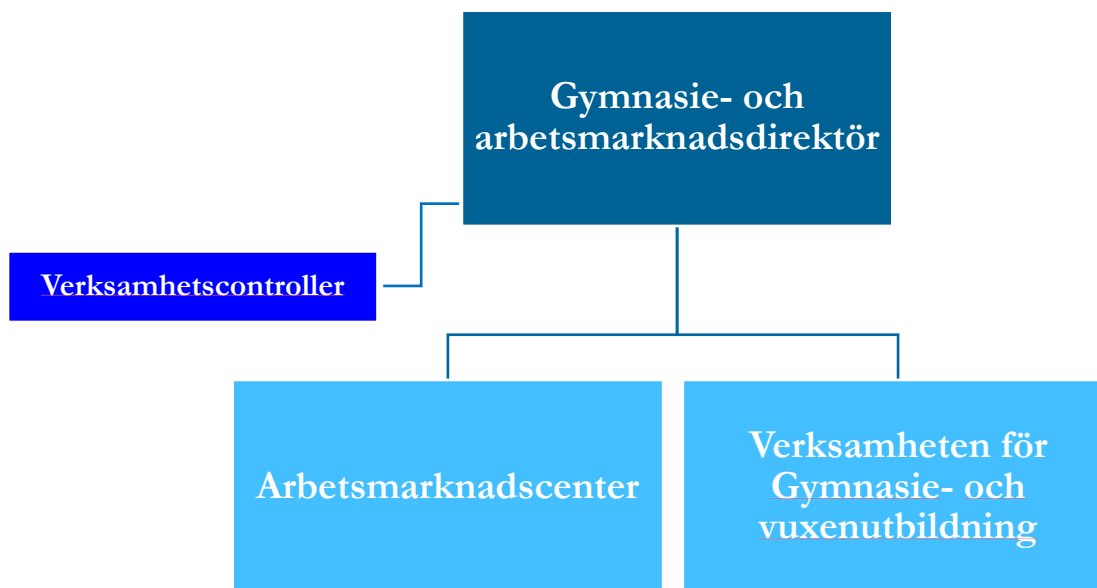 Gymnasie- och
arbetsmarknadsdirektör
Verksamhetscontroller
Arbetsmarknadscenter
Verksamheten för
Gymnasie- och
vuxenutbildning